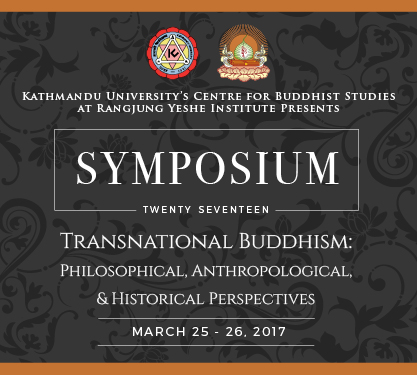 KATHMANDU UNIVERSITY'S CENTRE FOR BUDDHIST STUDIES
AT RANGJUNG YESHE INSTITUTE PRESENTS
SYMPOSIUM
TWENTY SEVENTEEN
TRANSNATIONAL BUDDHISM:
PHILOSOPHICAL, ANTHROPOLOGICAL,
& HISTORICAL PERSPECTIVES
MARCH 25 - 26, 2017